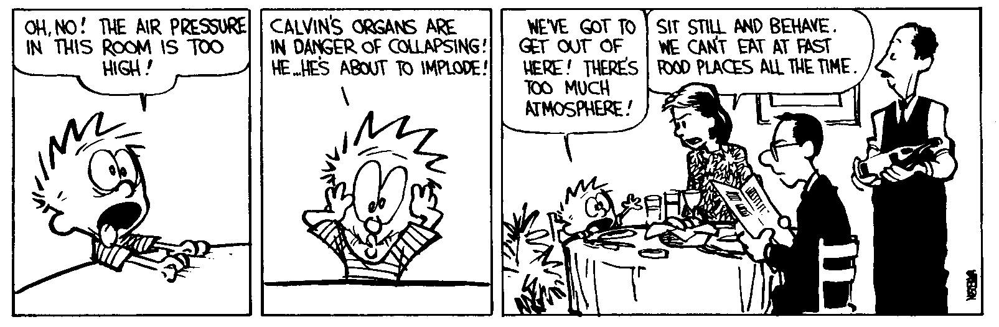 OH, NO! THE AIR PRESSURE
IN THIS ROOM IS TOO
HIGH!
CALVIN'S ORGANS ARE
IN DANGER OF COLLAPSING!
HE...HE'S ABOUT TO IMPLODE!
WE'VE GOT TO
GET OUT OF
HERE! THERE'S
TOO MUCH
ATMOSPHERE!
SIT STILL AND BEHAVE.
WE CAN'T EAT AT FAST
FOOD PLACES ALL THE TIME.